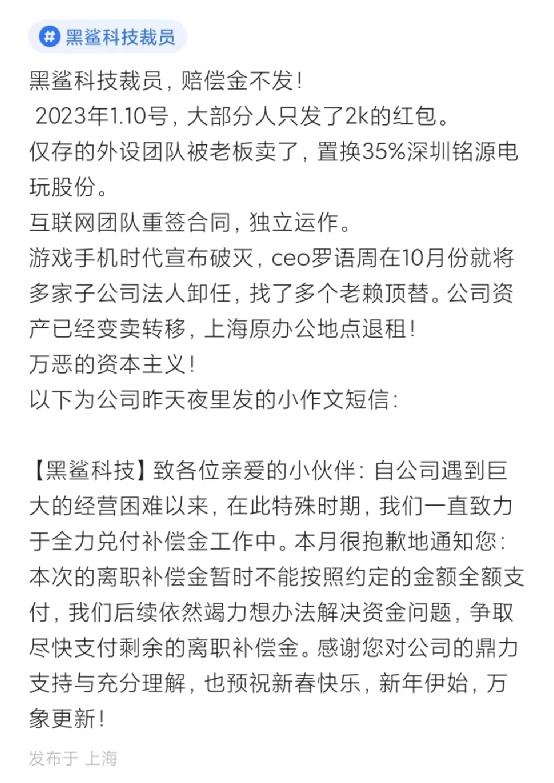 # 黑鲨科技裁员
黑鲨科技裁员，赔偿金不发！
2023年1.10号，大部分人只发了2k的红包。
仅存的外设团队被老板卖了，置换35%深圳铭源电
玩股份。
互联网团队重签合同，独立运作。
游戏手机时代宣布破灭，ceo罗语周在10月份就将
多家子公司法人卸任，找了多个老赖顶替。公司资
产已经变卖转移，上海原办公地点退租！
万恶的资本主义！
以下为公司昨天夜里发的小作文短信：
【黑鲨科技】致各位亲爱的小伙伴：自公司遇到巨
大的经营困难以来，在此特殊时期，我们一直致力
于全力兑付补偿金工作中。本月很抱歉地通知您：
本次的离职补偿金暂时不能按照约定的金额全额支
付，我们后续依然竭力想办法解决资金问题，争取
尽快支付剩余的离职补偿金。感谢您对公司的鼎力
支持与充分理解，也预祝新春快乐，新年伊始，万
象更新！
发布于 上海